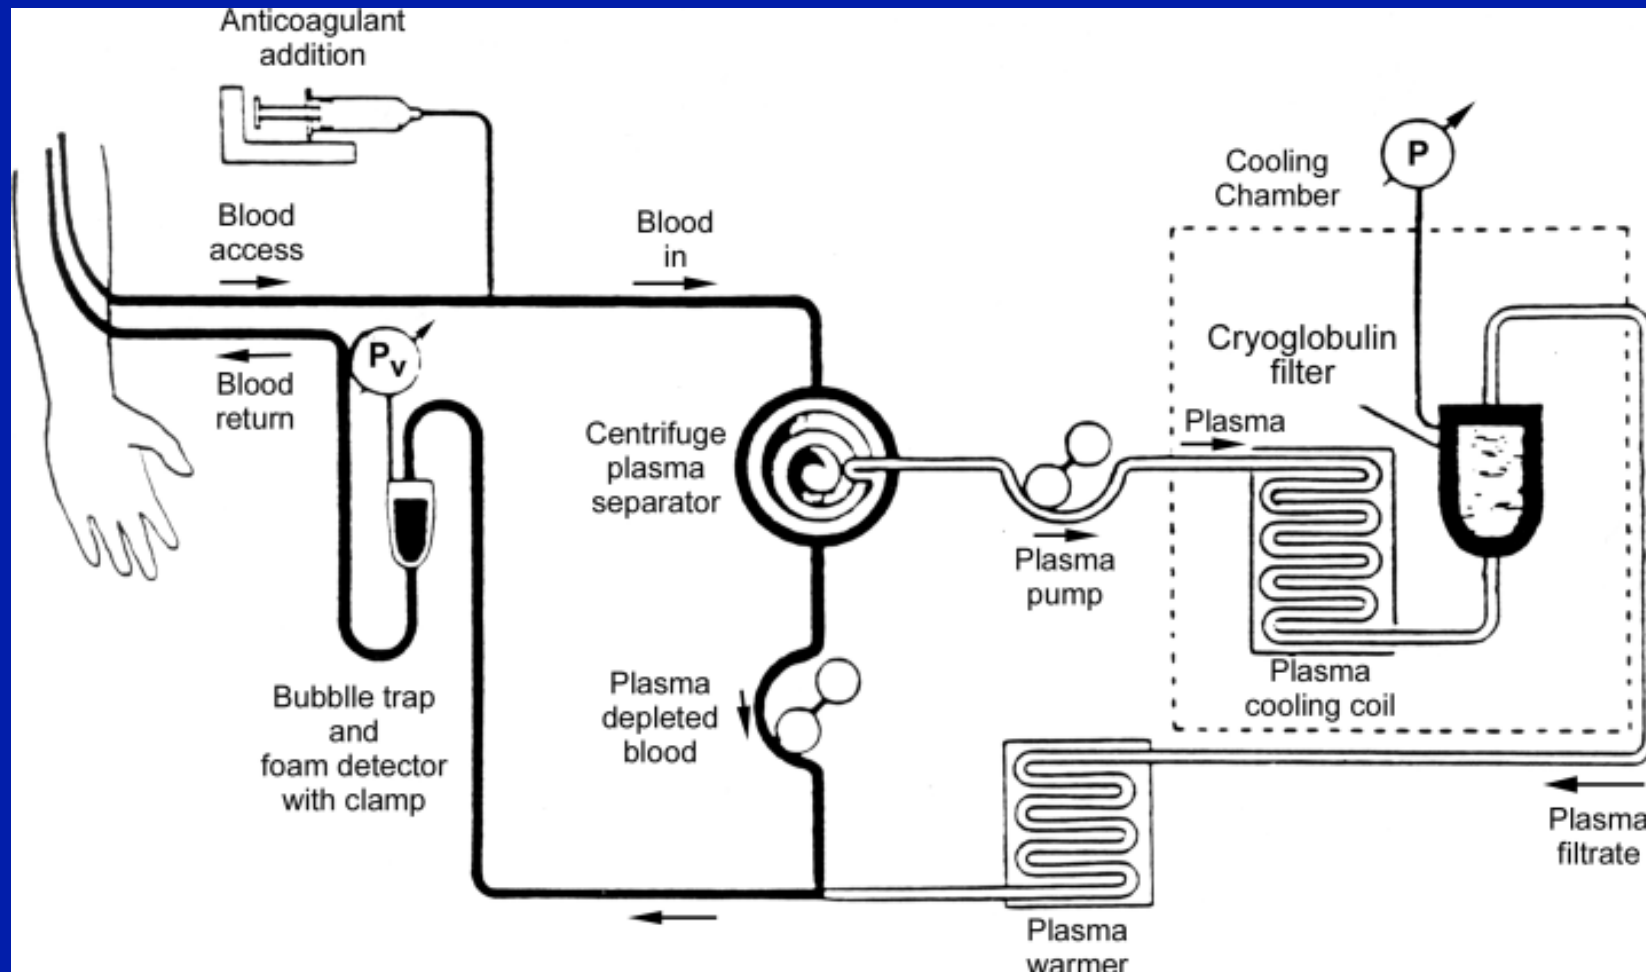 Anticoagulant
addition
Blood
access
Blood
in
Cooling
Chamber
P
Blood
return
Pv
Cryoglobulin
filter
Centrifuge
plasma
separator
Plasma
Plasma
pump
Plasma
cooling coil
Bubblle trap
and
foam detector
with clamp
Plasma
depleted
blood
Plasma
filtrate
Plasma
warmer